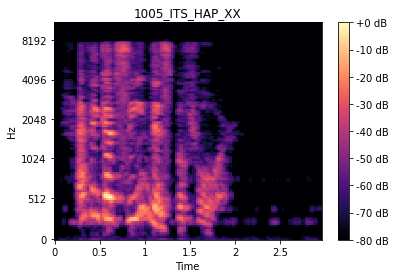 1005_ITS_HAP_XX
8192
4096
2048
1024
512
0
Hz
0
0.5
1
1.5
2
2.5
Time
+0 dB
-10 dB
-20 dB
-30 dB
-40 dB
-50 dB
-60 dB
-70 dB
-80 dB